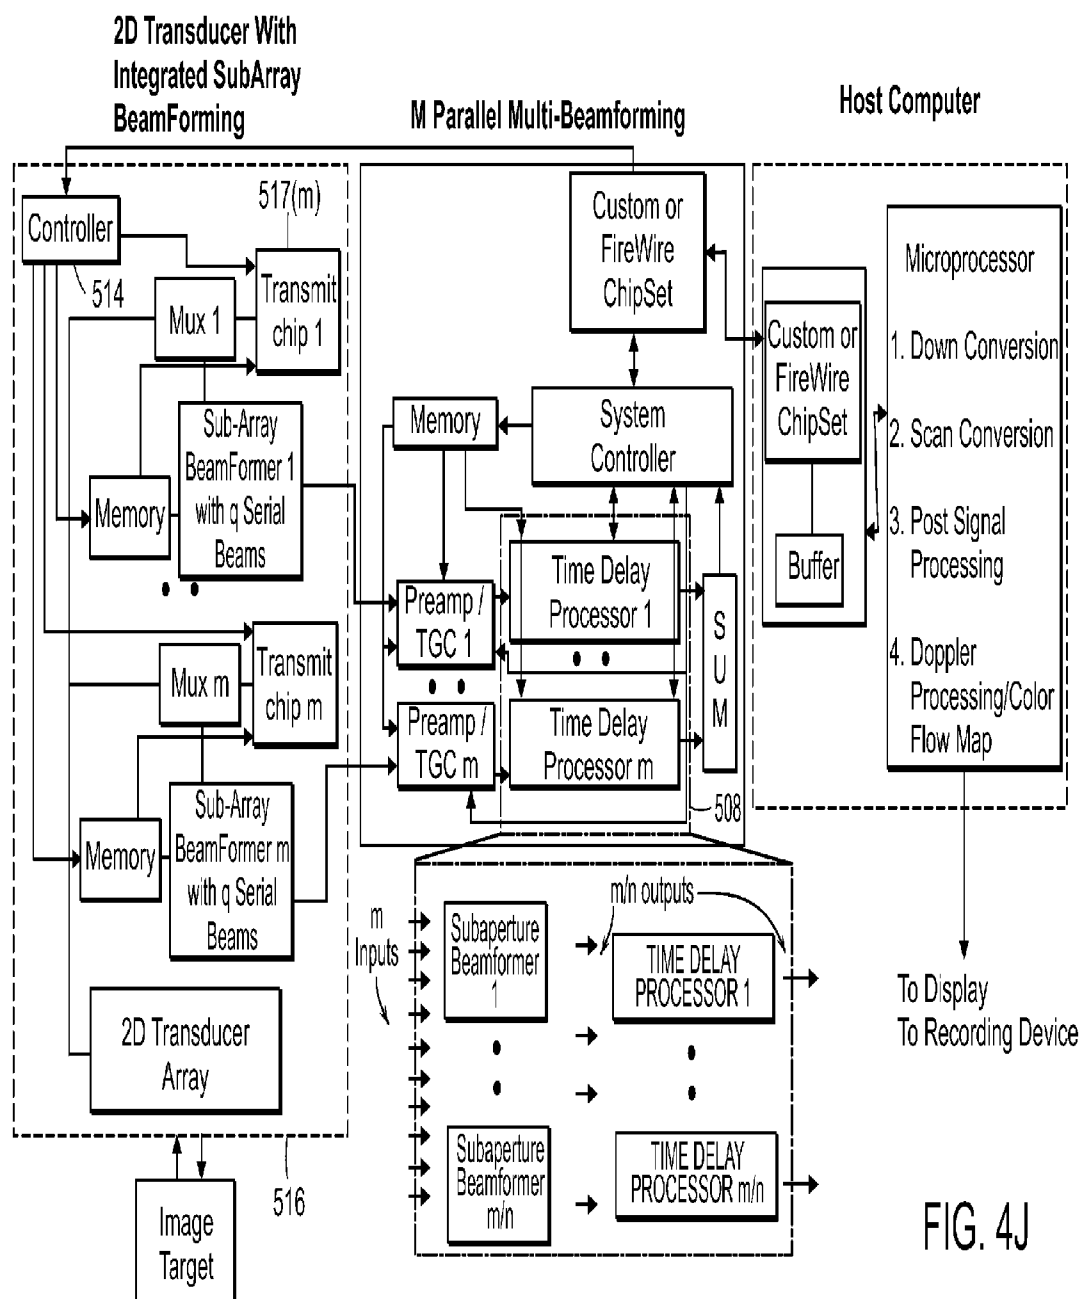 2D Transducer With
Integrated SubArray
BeamForming
M Parallel Multi-Beamforming
Host Computer
Controller
514
517(m)
Mux 1
Transmit
chip 1
Sub-Array
BeamFormer 1
with q Serial
Beams
Memory
Mux m
Transmit
chip m
Sub-Array
BeamFormer m
with q Serial
Beams
Memory
2D Transducer
Array
516
Image
Target
Custom or
FireWire
ChipSet
Memory
System
Controller
Preamp /
TGC 1
Time Delay
Processor 1
Preamp /
TGC m
Time Delay
Processor m
S
U
M
508
m
Inputs
Subaperture
Beamformer
1
m/n outputs
TIME DELAY
PROCESSOR 1
Subaperture
Beamformer
m/n
TIME DELAY
PROCESSOR m/n
Custom or
FireWire
ChipSet
Buffer
Microprocessor
1. Down Conversion
2. Scan Conversion
3. Post Signal
Processing
4. Doppler
Processing/Color
Flow Map
To Display
To Recording Device
FIG. 4J